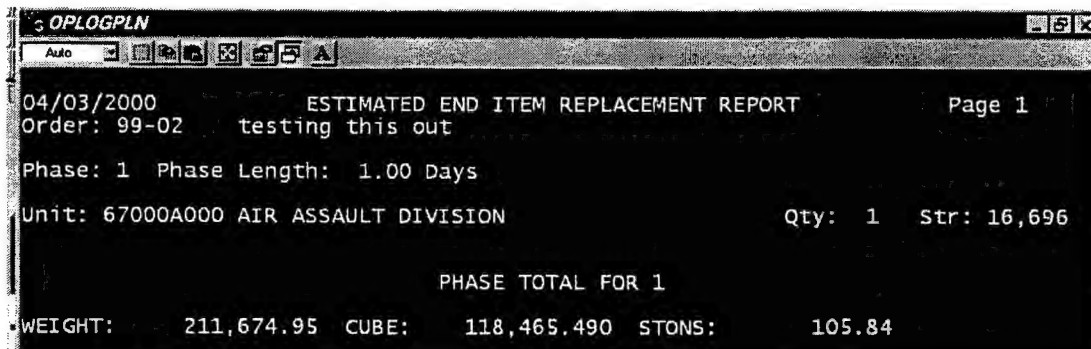 OPLOGPLN
Auto A
04/03/2000 ESTIMATED END ITEM REPLACEMENT REPORT Page 1
Order: 99-02 testing this out
Phase: 1 Phase Length: 1.00 Days
Unit: 67000A000 AIR ASSAULT DIVISION Qty: 1 Str: 16,696
PHASE TOTAL FOR 1
WEIGHT: 211,674.95 CUBE: 118,465.490 STONS: 105.84